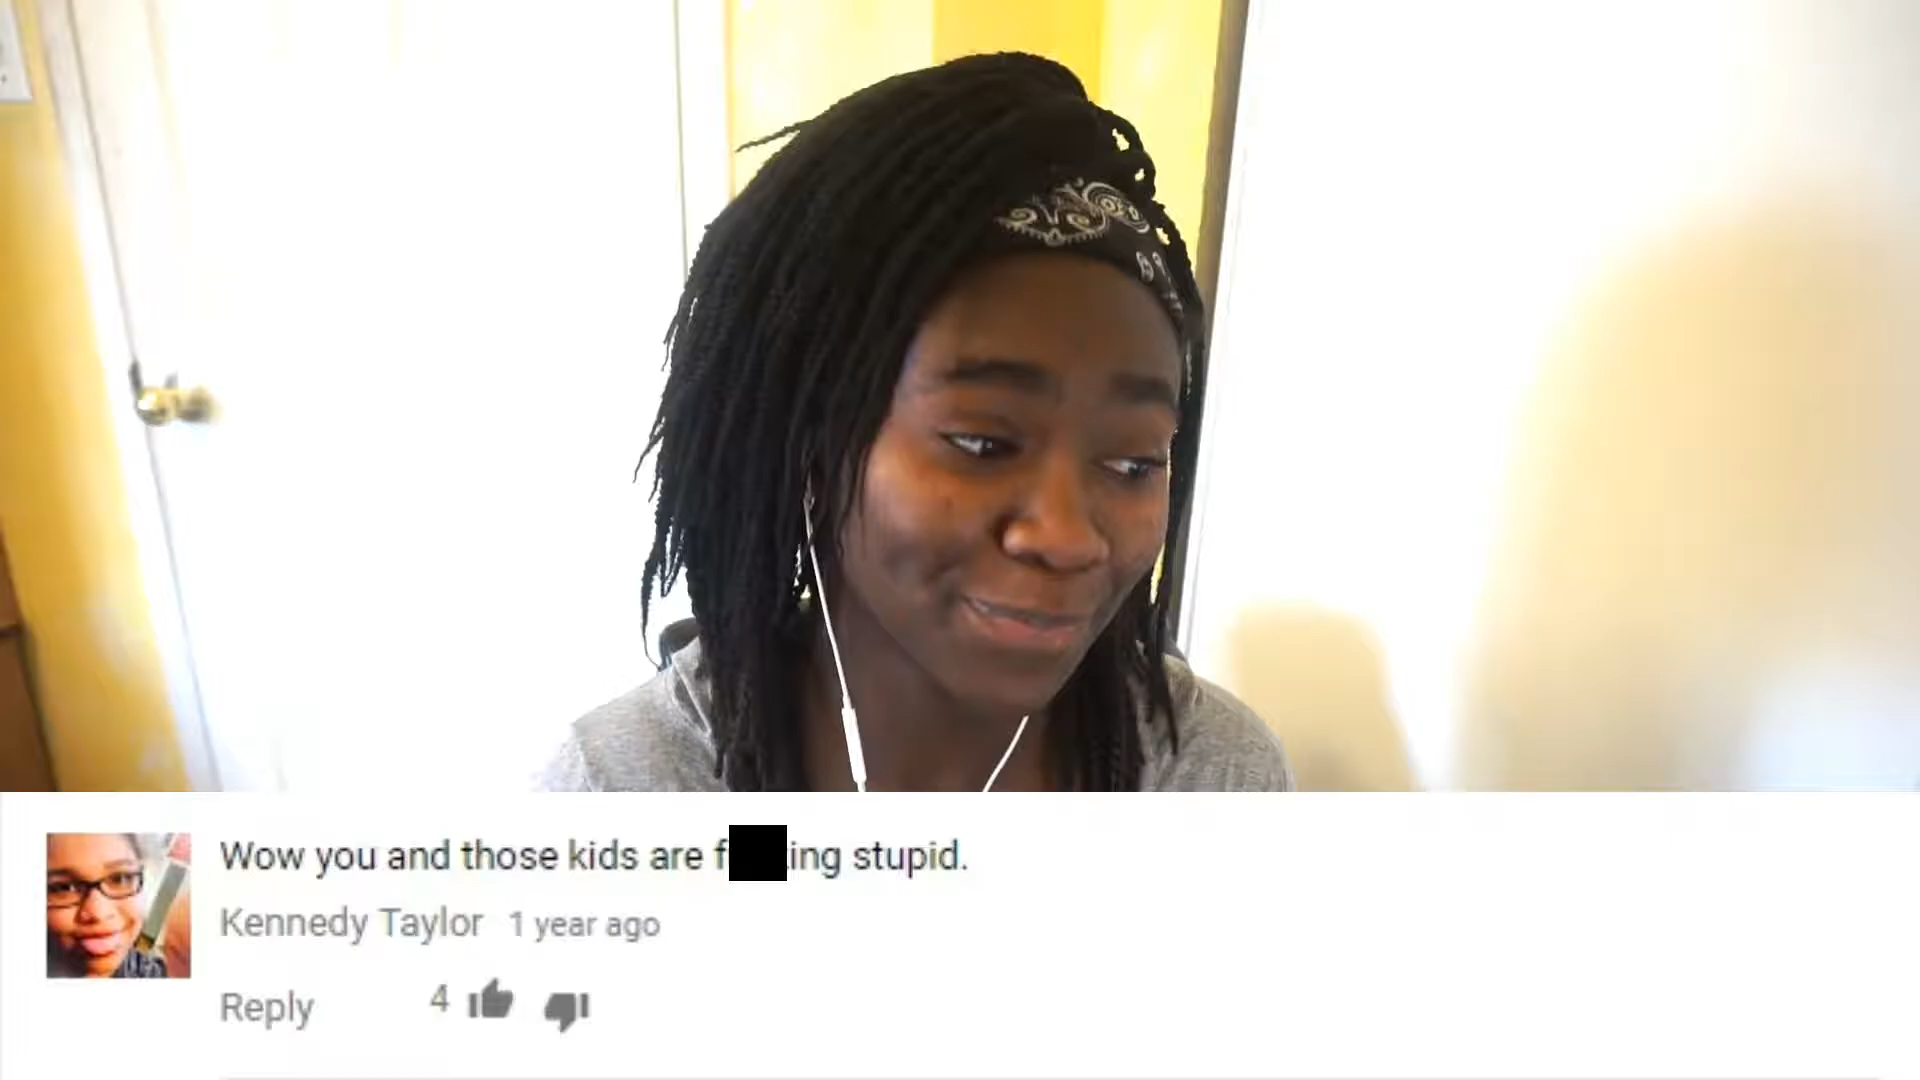 Wow you and those kids are f ing stupid.
Kennedy Taylor 1 year ago
Reply 4